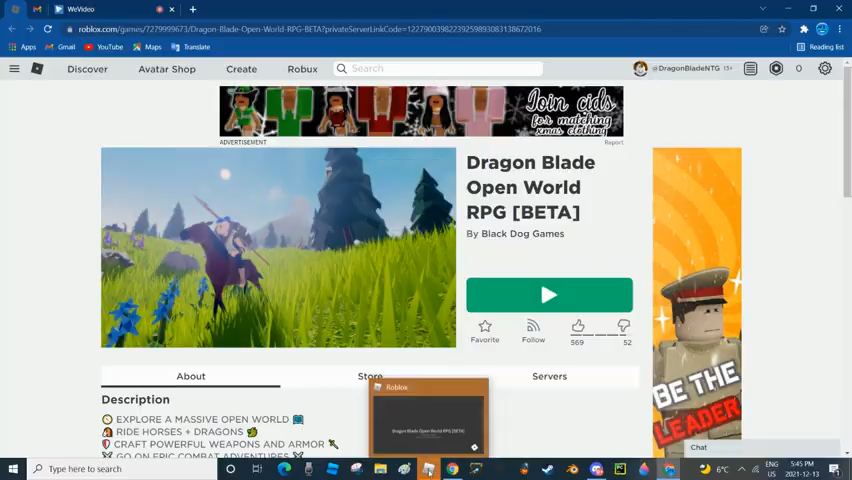 WeVideo
roblox.com/games/7279999673/Dragon-Blade-Open-World-RPG-BETA?privateServerLinkCode=12279003982239259893083138672016
Apps Gmail YouTube Maps Translate Reading list
Discover Avatar Shop Create Robux Search @DragonBladeNTG 15+ 0
Join cids
for matching
xmas clothing
ADVERTISEMENT Report
Dragon Blade
Open World
RPG [BETA]
By Black Dog Games
Favorite Follow 569 52
About Store Servers
Description
EXPLORE A MASSIVE OPEN WORLD
RIDE HORSES + DRAGONS
CRAFT POWERFUL WEAPONS AND ARMOR
GO ON EPIC COMBAT ADVENTURES
Roblox
Dragon Blade Open World RPG [BETA]
BE THE
LEADER
Chat
Type here to search
6°C
ENG
US
5:45 PM
2021-12-13